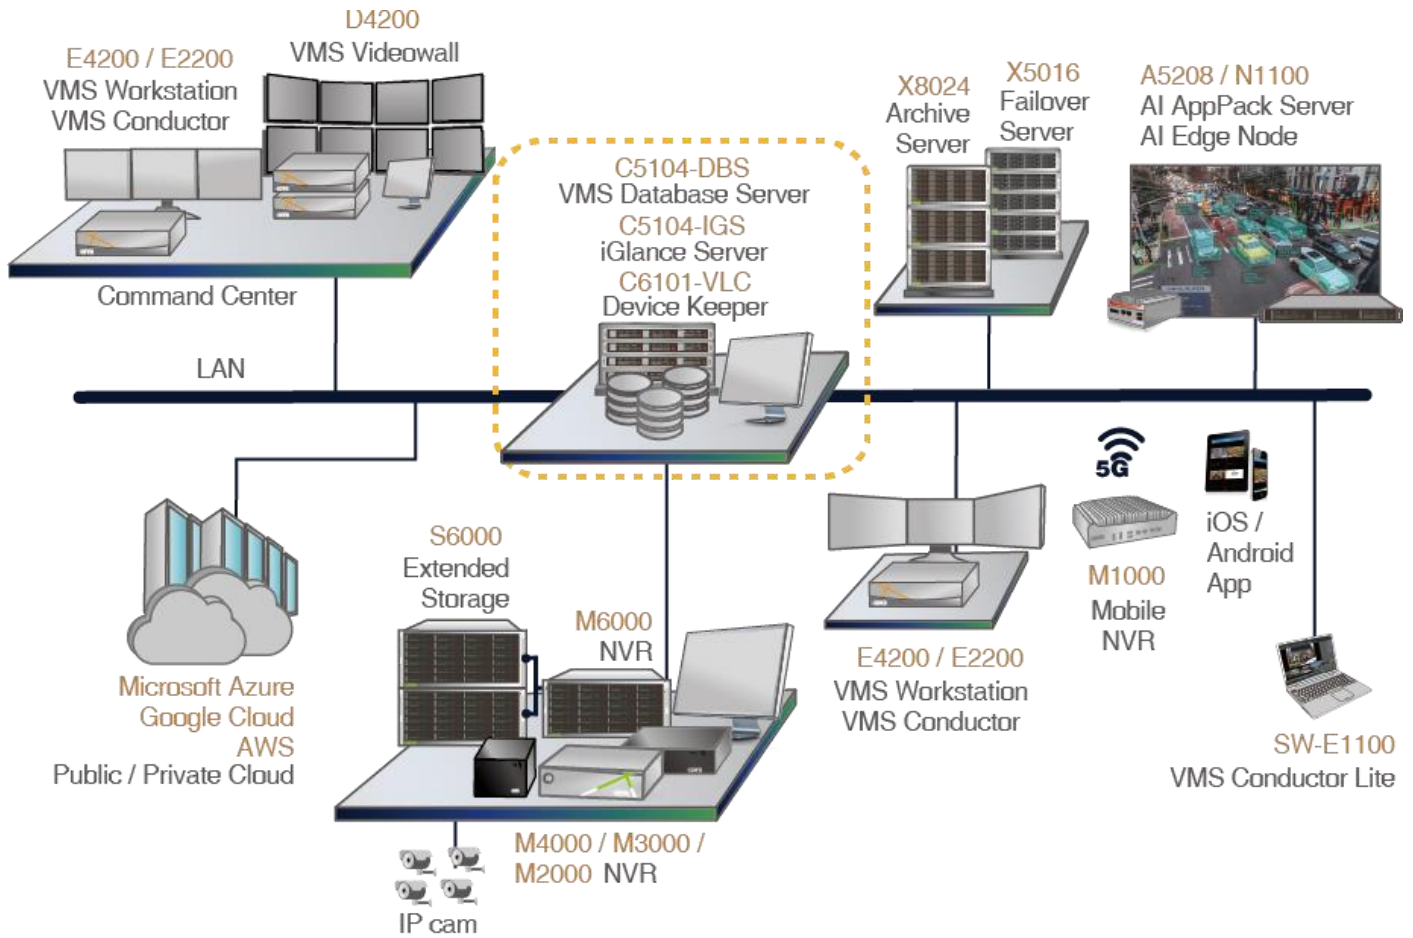 D4200
VMS Videowall
E4200 / E2200
VMS Workstation
VMS Conductor
Command Center
C5104-DBS
VMS Database Server
C5104-IGS
iGlance Server
C6101-VLC
Device Keeper
X8024
Archive
Server
X5016
Failover
Server
A5208 / N1100
AI AppPack Server
AI Edge Node
LAN
Microsoft Azure
Google Cloud
AWS
Public / Private Cloud
S6000
Extended
Storage
M6000
NVR
M4000 / M3000 /
M2000 NVR
IP cam
E4200 / E2200
VMS Workstation
VMS Conductor
5G
M1000
Mobile
NVR
iOS /
Android
App
SW-E1100
VMS Conductor Lite